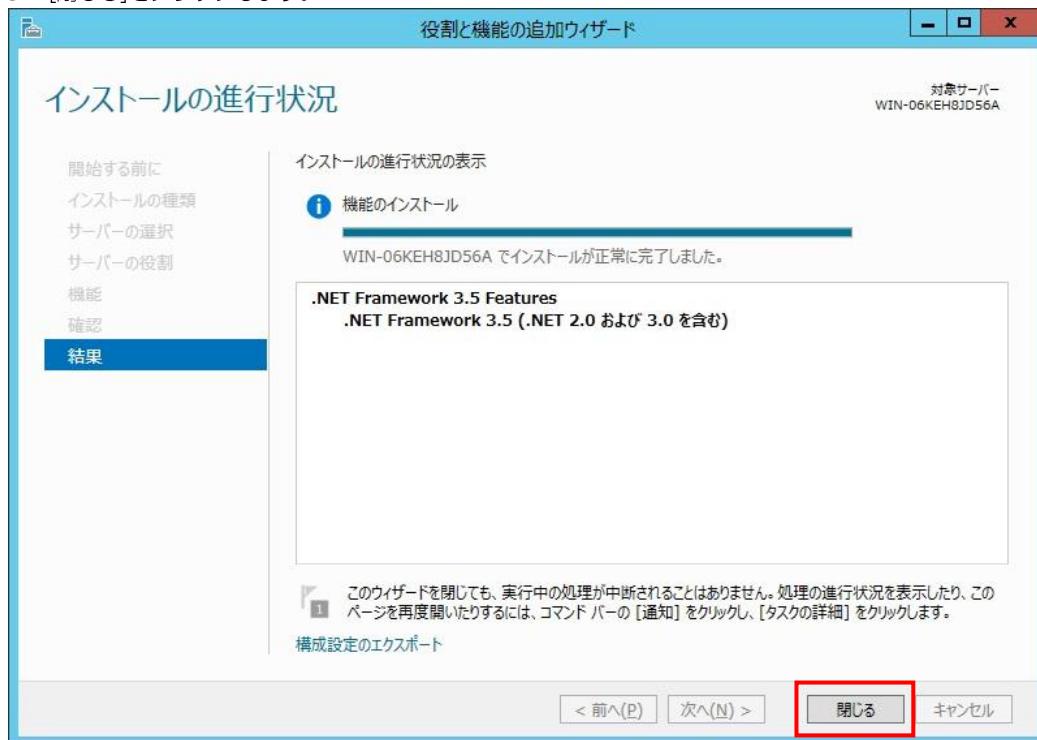 役割と機能の追加ウィザード
インストールの進行状況
対象サーバー
WIN-06KEH8JD56A
開始する前に
インストールの種類
サーバーの選択
サーバーの役割
機能
確認
結果
インストールの進行状況の表示
機能のインストール
WIN-06KEH8JD56A でインストールが正常に完了しました。
.NET Framework 3.5 Features
.NET Framework 3.5 (.NET 2.0 および 3.0 を含む)
1
このウィザードを閉じても、実行中の処理が中断されることはありません。処理の進行状況を表示したり、この
ページを再度開いたりするには、コマンド バーの [通知] をクリックし、[タスクの詳細] をクリックします。
構成設定のエクスポート
< 前へ(P)
次へ(N) >
閉じる
キャンセル